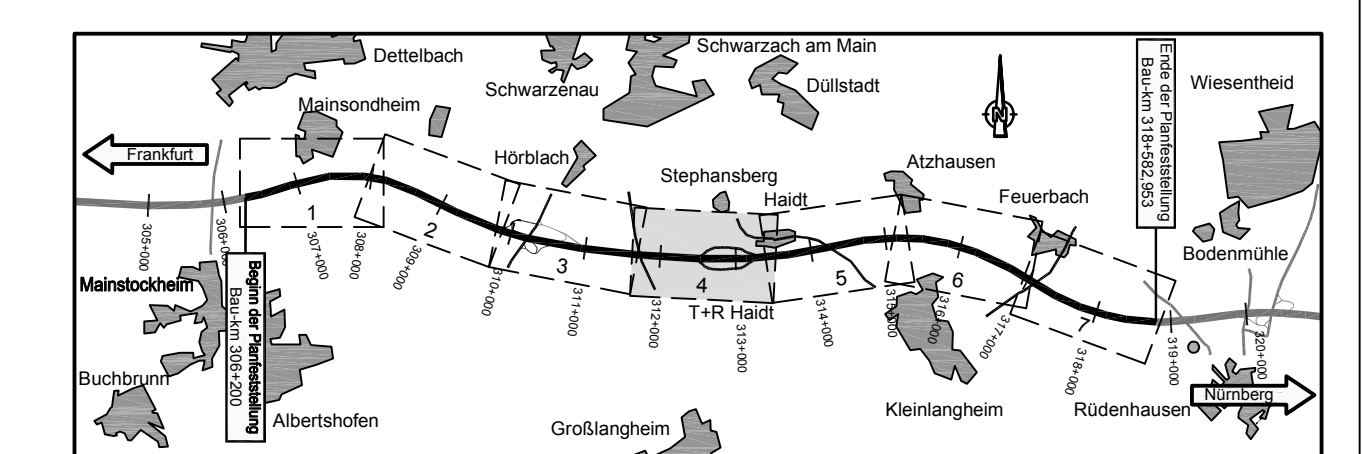 Dettelbach
Schwarzach am Main
Schwarzenau
Düllstadt
Wiesentheid
Mainsondheim
Ende der Planfeststellung
Bau-km 318+582,953
N
Frankfurt
Hörblach
Stephansberg
Atzhausen
Haidt
Feuerbach
Bodenmühle
1
2
3
4
5
6
7
T+R Haidt
305+000
306+000
307+000
308+000
309+000
310+000
311+000
312+000
313+000
314+000
315+000
316+000
317+000
318+000
319+000
320+000
Mainstockheim
Beginn der Planfeststellung
Bau-km 306+200
Buchbrunn
Albertshofen
Großlangheim
Kleinlangheim
Rüdenhausen
Nürnberg